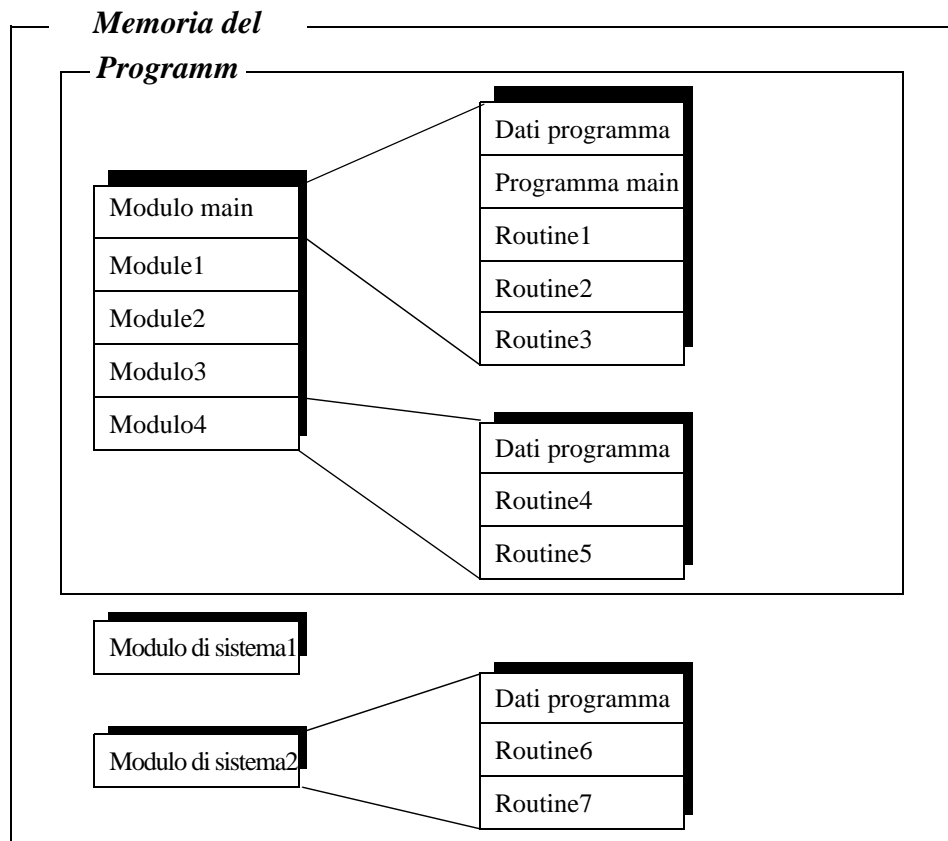 Memoria del
Programm
Modulo main
Module1
Module2
Modulo3
Modulo4
Dati programma
Programma main
Routine1
Routine2
Routine3
Dati programma
Routine4
Routine5
Modulo di sistema1
Modulo di sistema2
Dati programma
Routine6
Routine7